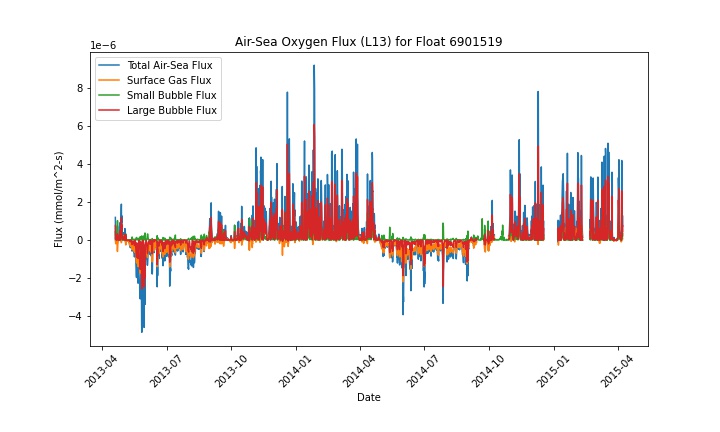 Air-Sea Oxygen Flux (L13) for Float 6901519
1e−6
Total Air-Sea Flux
Surface Gas Flux
Small Bubble Flux
Large Bubble Flux
8
6
4
2
0
−2
−4
Flux (mmol/m^2-s)
2013-04
2013-07
2013-10
2014-01
2014-04
2014-07
2014-10
2015-01
2015-04
Date